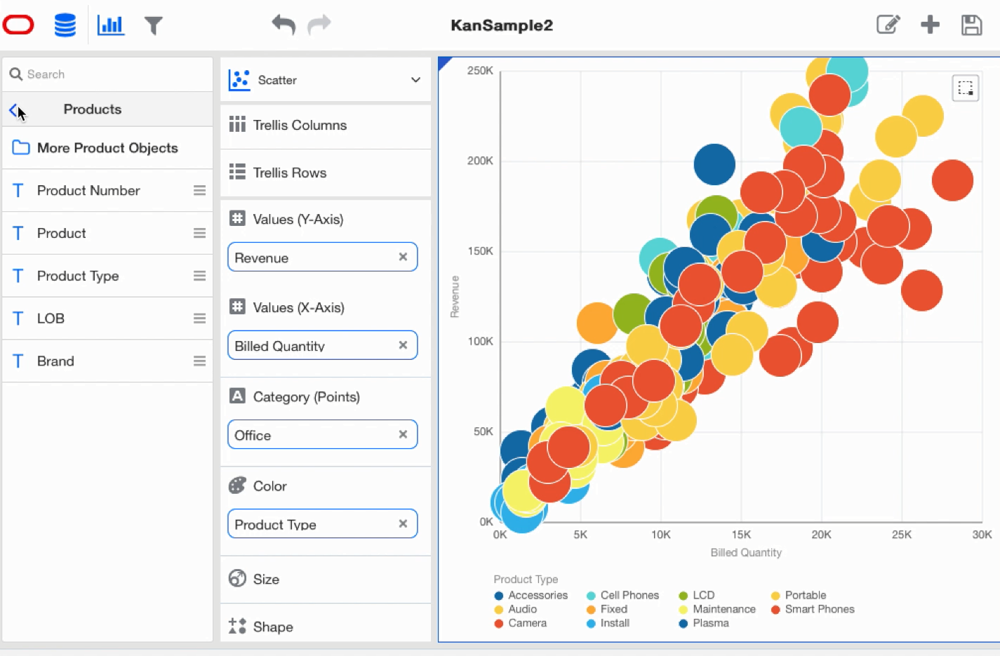 KanSample2
Search
Products
More Product Objects
Product Number
Product
Product Type
LOB
Brand
Scatter
Trellis Columns
Trellis Rows
Values (Y-Axis)
Revenue
Values (X-Axis)
Billed Quantity
A Category (Points)
Office
Color
Product Type
Size
Shape
250K
200K
150K
100K
50K
0K
Revenue
0K 5K 10K 15K 20K 25K 30K
Billed Quantity
Product Type
Accessories Cell Phones LCD Portable
Audio Fixed Maintenance Smart Phones
Camera Install Plasma